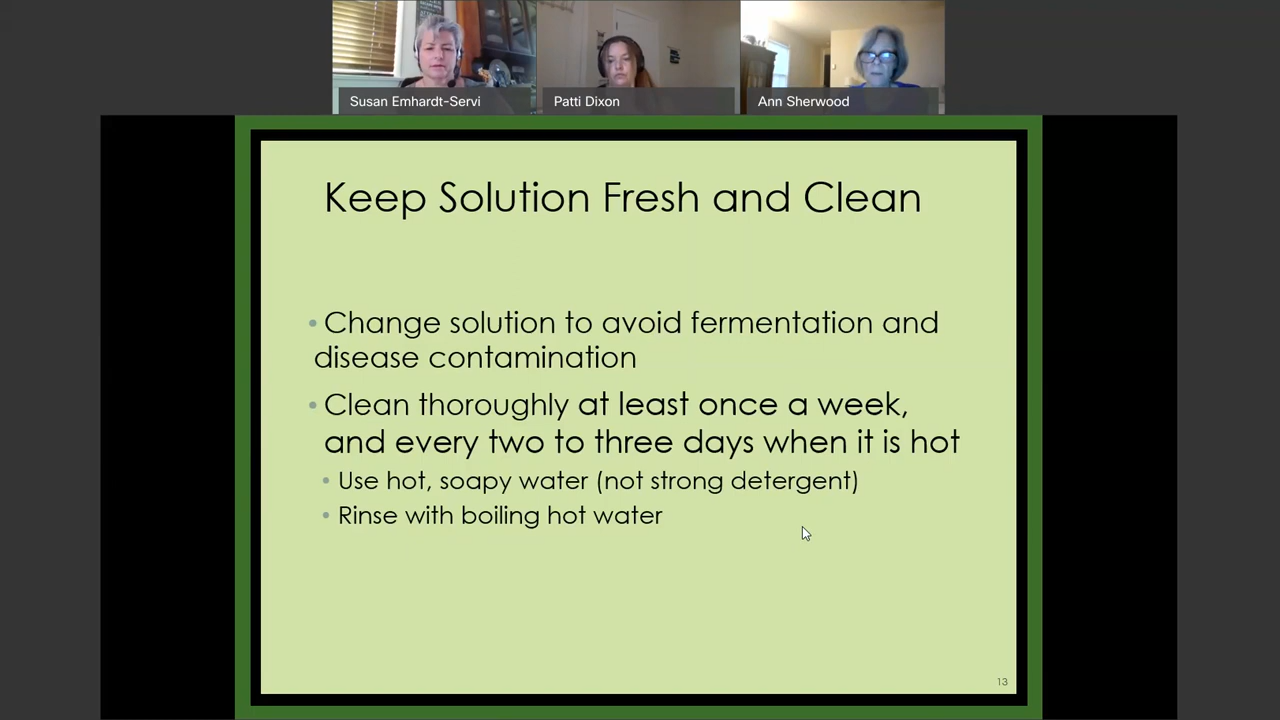 Susan Emhardt-Servi
Patti Dixon
Ann Sherwood
Keep Solution Fresh and Clean
• Change solution to avoid fermentation and
disease contamination
• Clean thoroughly at least once a week,
and every two to three days when it is hot
• Use hot, soapy water (not strong detergent)
• Rinse with boiling hot water
13